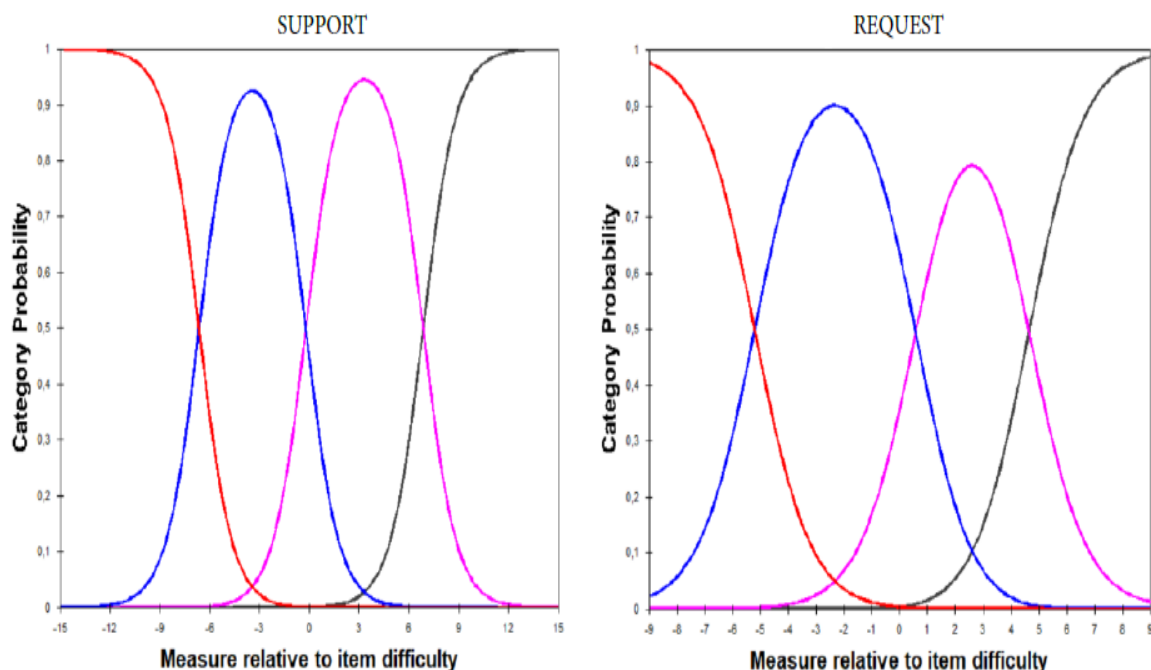 SUPPORT
1
0,9
0,8
0,7
0,6
0,5
0,4
0,3
0,2
0,1
0
Category Probability
-15 -12 -9 -6 -3 0 3 6 9 12 15
Measure relative to item difficulty
REQUEST
1
0,9
0,8
0,7
0,6
0,5
0,4
0,3
0,2
0,1
0
Category Probability
-9 -8 -7 -6 -5 -4 -3 -2 -1 0 1 2 3 4 5 6 7 8 9
Measure relative to item difficulty